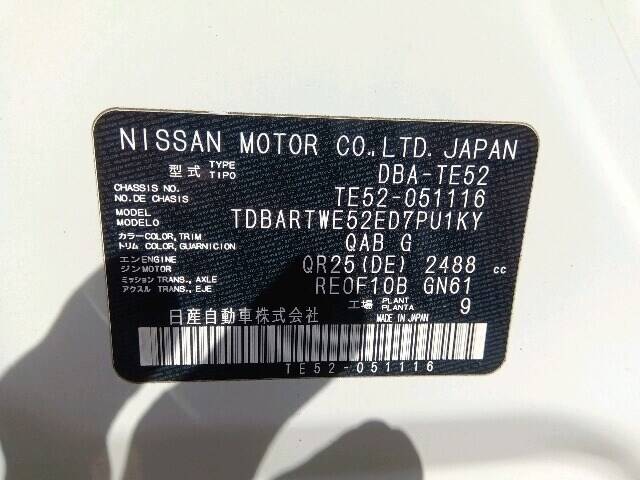 NISSAN MOTOR CO.,LTD. JAPAN
型式 TYPE TIPO DBA-TE52
CHASSIS NO. NO.DE CHASIS TE52-051116
MODEL MODELO TDBARTWE52ED7PU1KY
カラー COLOR, TRIM トリム COLOR, GUARNICION QAB G
エンジン ENGINE MOTOR QR25(DE) 2488 cc
ミッション TRANS., AXLE アクスル TRANS., EJE RE0F10B GN61
工場 PLANT PLANTA 9
日産自動車株式会社 MADE IN JAPAN
TE52-051116